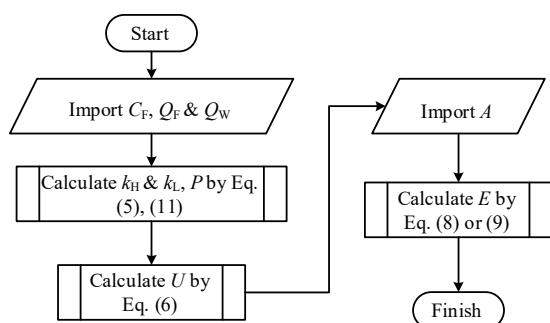 Start
Import C_F, Q_F & Q_W
Calculate k_H & k_L, P by Eq.
(5), (11)
Calculate U by
Eq. (6)
Import A
Calculate E by
Eq. (8) or (9)
Finish